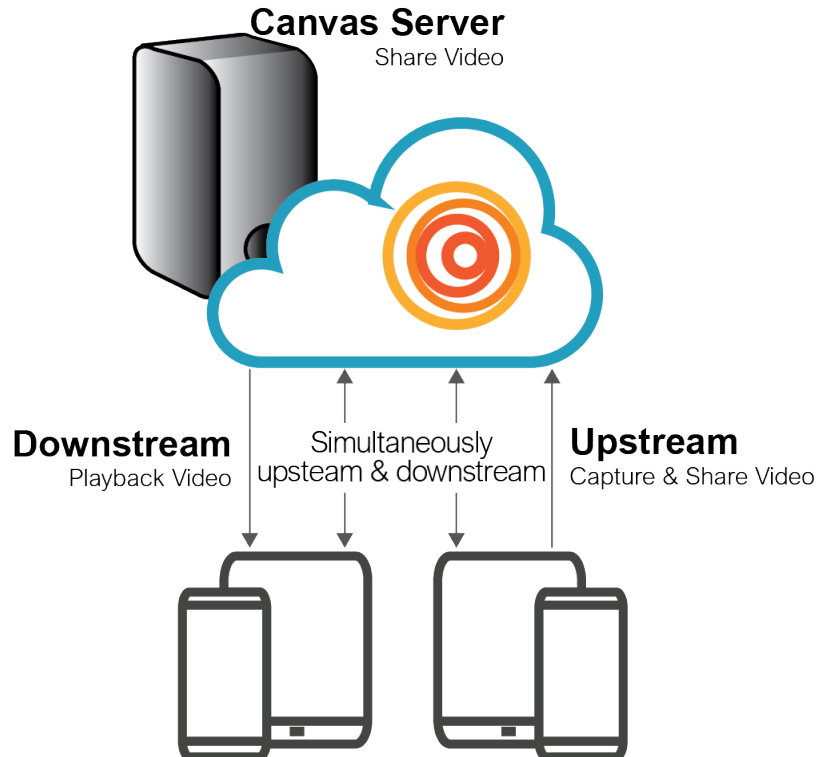 Canvas Server
Share Video
Downstream
Playback Video
Simultaneously
upsteam & downstream
Upstream
Capture & Share Video